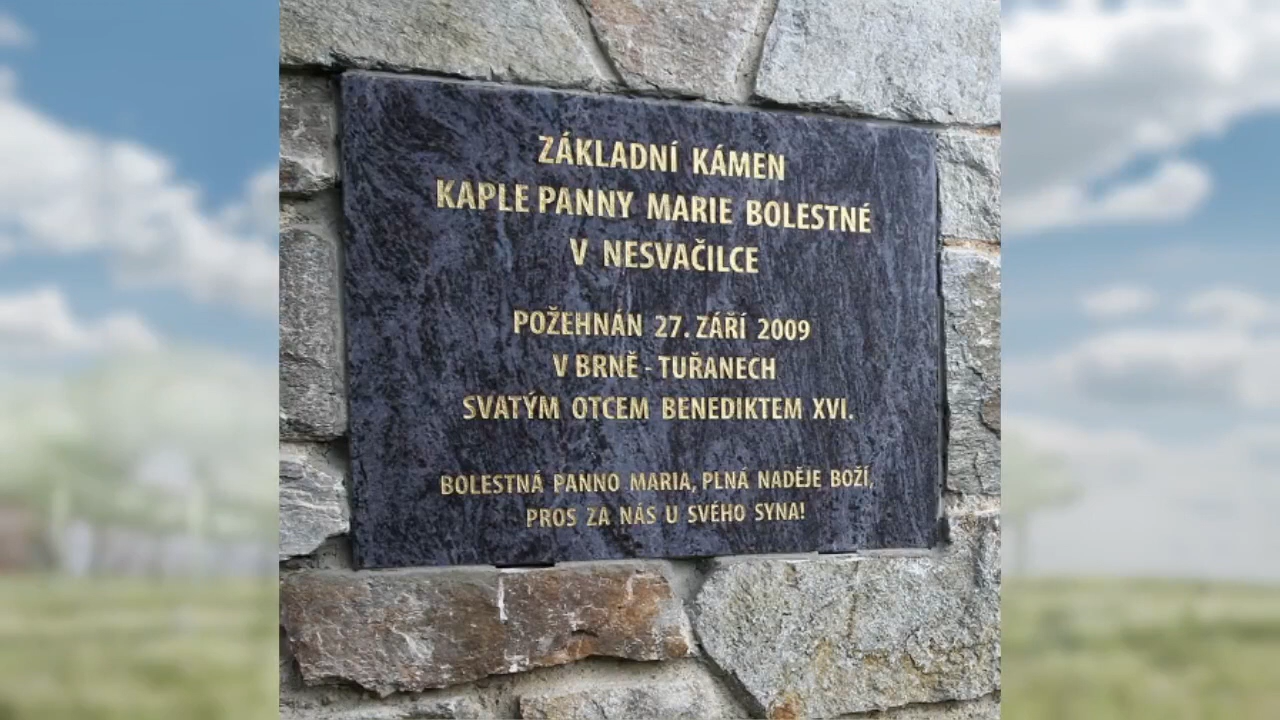 ZÁKLADNÍ KÁMEN
KAPLE PANNY MARIE BOLESTNÉ
V NESVAČILCE
POŽEHNÁN 27. ZÁŘÍ 2009
V BRNĚ - TUŘANECH
SVATÝM OTCEM BENEDIKTEM XVI.
BOLESTNÁ PANNO MARIA, PLNÁ NADĚJE BOŽÍ,
PROS ZA NÁS U SVÉHO SYNA!